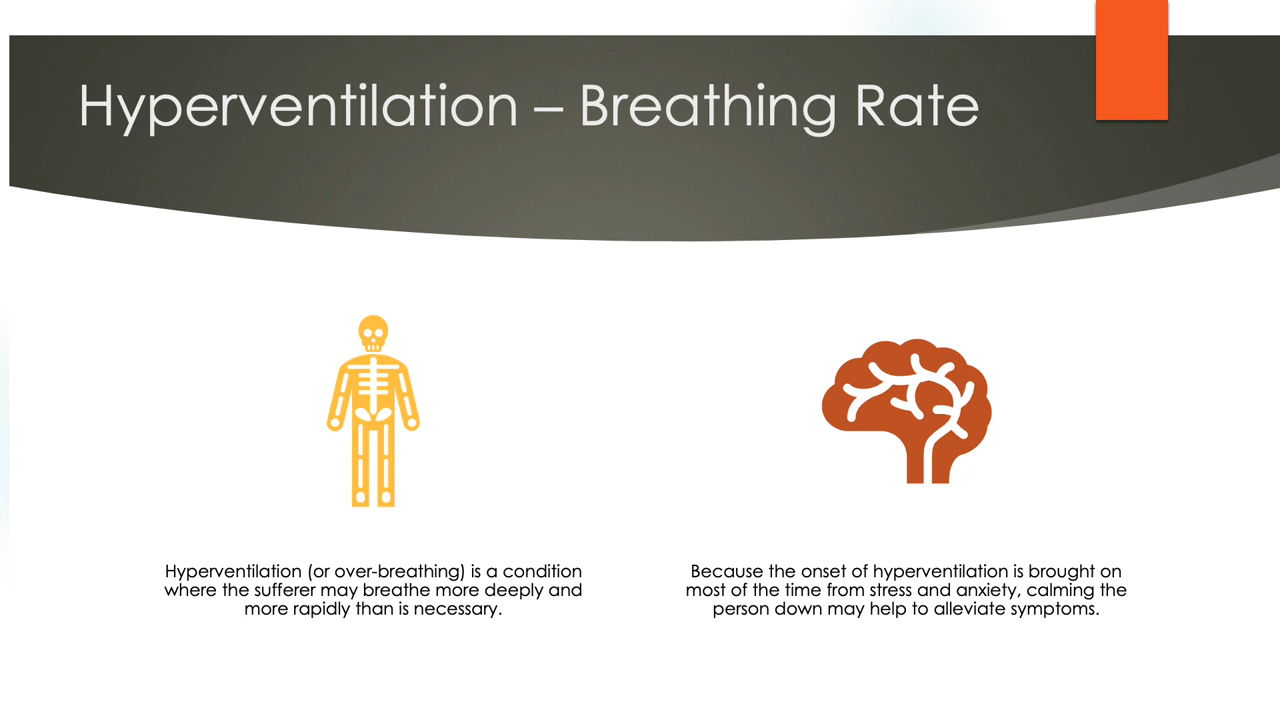 Hyperventilation – Breathing Rate
Hyperventilation (or over-breathing) is a condition
where the sufferer may breathe more deeply and
more rapidly than is necessary.
Because the onset of hyperventilation is brought on
most of the time from stress and anxiety, calming the
person down may help to alleviate symptoms.